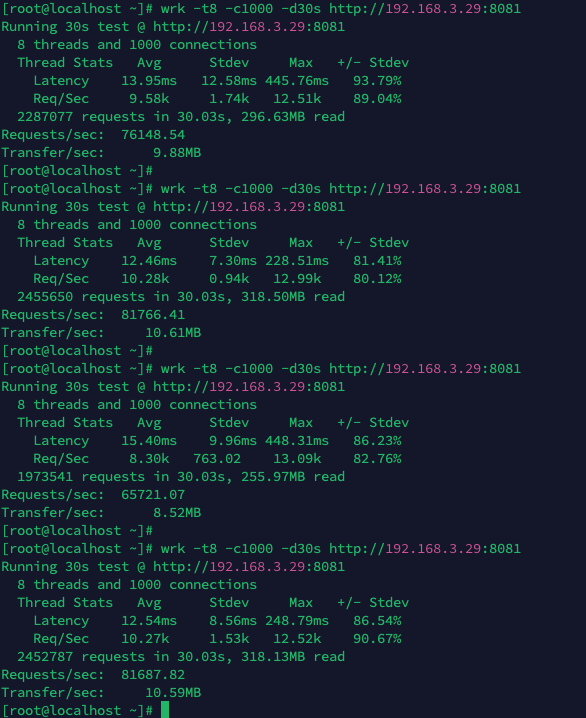 [root@localhost ~]# wrk -t8 -c1000 -d30s http://192.168.3.29:8081
Running 30s test @ http://192.168.3.29:8081
  8 threads and 1000 connections
  Thread Stats   Avg      Stdev     Max   +/- Stdev
    Latency    13.95ms   12.58ms 445.76ms   93.79%
    Req/Sec     9.58k     1.74k   12.51k    89.04%
  2287077 requests in 30.03s, 296.63MB read
Requests/sec:  76148.54
Transfer/sec:      9.88MB
[root@localhost ~]#
[root@localhost ~]# wrk -t8 -c1000 -d30s http://192.168.3.29:8081
Running 30s test @ http://192.168.3.29:8081
  8 threads and 1000 connections
  Thread Stats   Avg      Stdev     Max   +/- Stdev
    Latency    12.46ms    7.30ms 228.51ms   81.41%
    Req/Sec    10.28k     0.94k   12.99k    80.12%
  2455650 requests in 30.03s, 318.50MB read
Requests/sec:  81766.41
Transfer/sec:     10.61MB
[root@localhost ~]#
[root@localhost ~]# wrk -t8 -c1000 -d30s http://192.168.3.29:8081
Running 30s test @ http://192.168.3.29:8081
  8 threads and 1000 connections
  Thread Stats   Avg      Stdev     Max   +/- Stdev
    Latency    15.40ms    9.96ms 448.31ms   86.23%
    Req/Sec     8.30k   763.02    13.09k    82.76%
  1973541 requests in 30.03s, 255.97MB read
Requests/sec:  65721.07
Transfer/sec:      8.52MB
[root@localhost ~]#
[root@localhost ~]# wrk -t8 -c1000 -d30s http://192.168.3.29:8081
Running 30s test @ http://192.168.3.29:8081
  8 threads and 1000 connections
  Thread Stats   Avg      Stdev     Max   +/- Stdev
    Latency    12.54ms    8.56ms 248.79ms   86.54%
    Req/Sec    10.27k     1.53k   12.52k    90.67%
  2452787 requests in 30.03s, 318.13MB read
Requests/sec:  81687.82
Transfer/sec:     10.59MB
[root@localhost ~]#